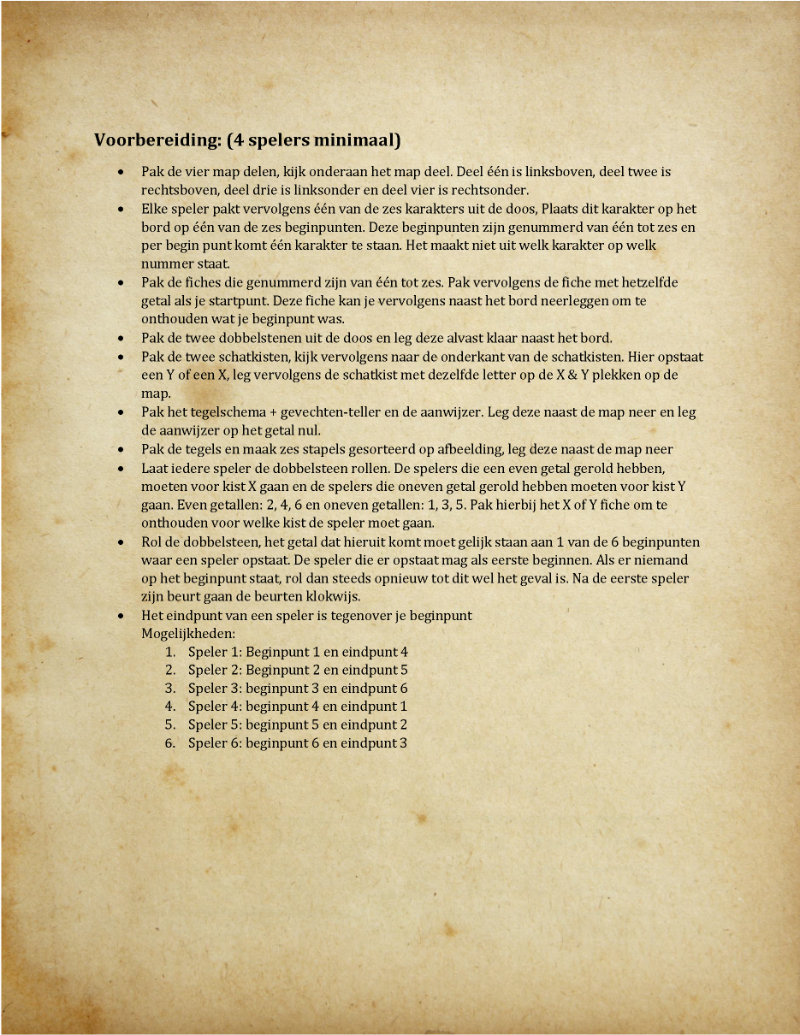 Voorbereiding: (4 spelers minimaal)
• Pak de vier map delen, kijk onderaan het map deel. Deel één is linksboven, deel twee is
rechtsboven, deel drie is linksonder en deel vier is rechtsonder.
• Elke speler pakt vervolgens één van de zes karakters uit de doos, Plaats dit karakter op het
bord op één van de zes beginpunten. Deze beginpunten zijn genummerd van één tot zes en
per begin punt komt één karakter te staan. Het maakt niet uit welk karakter op welk
nummer staat.
• Pak de fiches die genummerd zijn van één tot zes. Pak vervolgens de fiche met hetzelfde
getal als je startpunt. Deze fiche kan je vervolgens naast het bord neerleggen om te
onthouden wat je beginpunt was.
• Pak de twee dobbelstenen uit de doos en leg deze alvast klaar naast het bord.
• Pak de twee schatkisten, kijk vervolgens naar de onderkant van de schatkisten. Hier opstaat
een Y of een X, leg vervolgens de schatkist met dezelfde letter op de X & Y plekken op de
map.
• Pak het tegelschema + gevechten-teller en de aanwijzer. Leg deze naast de map neer en leg
de aanwijzer op het getal nul.
• Pak de tegels en maak zes stapels gesorteerd op afbeelding, leg deze naast de map neer
• Laat iedere speler de dobbelsteen rollen. De spelers die een even getal gerold hebben,
moeten voor kist X gaan en de spelers die oneven getal gerold hebben moeten voor kist Y
gaan. Even getallen: 2, 4, 6 en oneven getallen: 1, 3, 5. Pak hierbij het X of Y fiche om te
onthouden voor welke kist de speler moet gaan.
• Rol de dobbelsteen, het getal dat hieruit komt moet gelijk staan aan 1 van de 6 beginpunten
waar een speler opstaat. De speler die er opstaat mag als eerste beginnen. Als er niemand
op het beginpunt staat, rol dan steeds opnieuw tot dit wel het geval is. Na de eerste speler
zijn beurt gaan de beurten klokwijs.
• Het eindpunt van een speler is tegenover je beginpunt
Mogelijkheden:
1. Speler 1: Beginpunt 1 en eindpunt 4
2. Speler 2: Beginpunt 2 en eindpunt 5
3. Speler 3: beginpunt 3 en eindpunt 6
4. Speler 4: beginpunt 4 en eindpunt 1
5. Speler 5: beginpunt 5 en eindpunt 2
6. Speler 6: beginpunt 6 en eindpunt 3